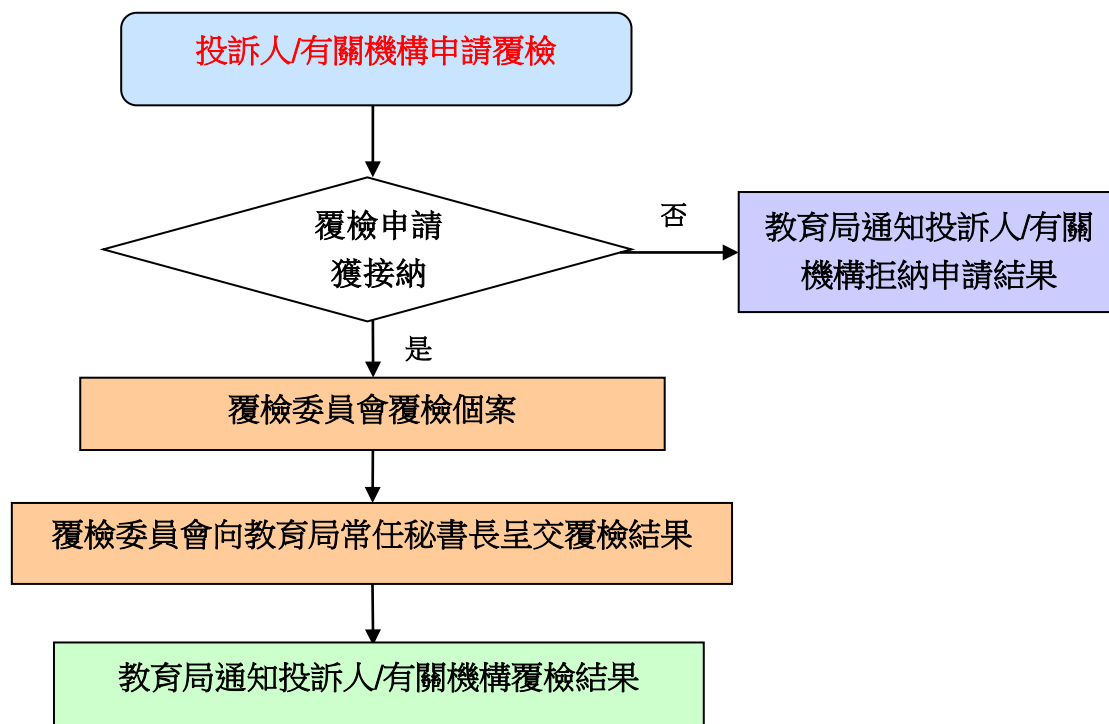 投訴人/有關機構申請覆檢
覆檢申請
獲接納
否
教育局通知投訴人/有關
機構拒納申請結果
是
覆檢委員會覆檢個案
覆檢委員會向教育局常任秘書長呈交覆檢結果
教育局通知投訴人/有關機構覆檢結果